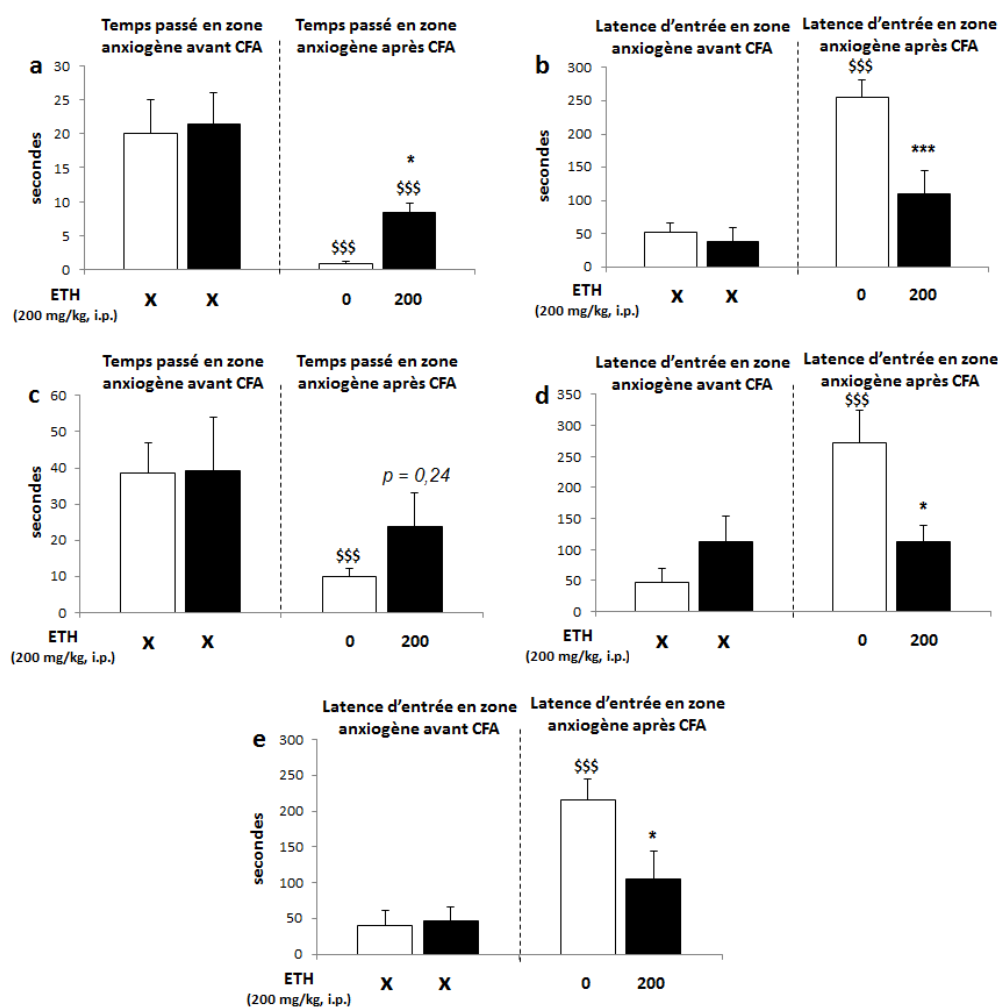 Temps passé en zone
anxiogène avant CFA
Temps passé en zone
anxiogène après CFA
a
secondes
30
25
20
15
10
5
0
$$$
*
$$$
ETH
(200 mg/kg, i.p.)
X X 0 200
Latence d'entrée en zone
anxiogène avant CFA
Latence d'entrée en zone
anxiogène après CFA
b
300
250
200
150
100
50
0
$$$
***
ETH
(200 mg/kg, i.p.)
X X 0 200
Temps passé en zone
anxiogène avant CFA
Temps passé en zone
anxiogène après CFA
c
secondes
60
50
40
30
20
10
0
$$$
p = 0,24
ETH
(200 mg/kg, i.p.)
X X 0 200
Latence d'entrée en zone
anxiogène avant CFA
Latence d'entrée en zone
anxiogène après CFA
d
350
300
250
200
150
100
50
0
$$$
*
ETH
(200 mg/kg, i.p.)
X X 0 200
Latence d'entrée en zone
anxiogène avant CFA
Latence d'entrée en zone
anxiogène après CFA
e
secondes
300
250
200
150
100
50
0
$$$
*
ETH
(200 mg/kg, i.p.)
X X 0 200